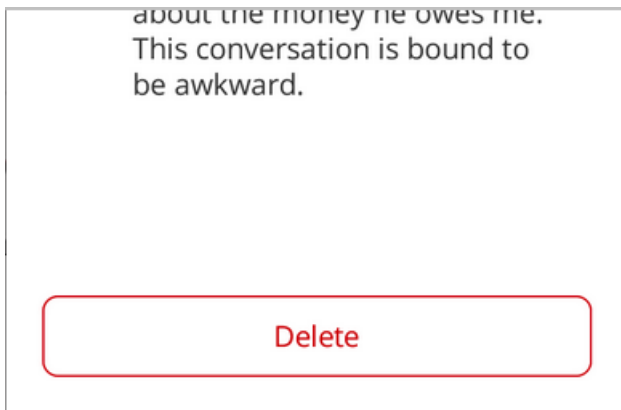 about the money he owes me.
This conversation is bound to
be awkward.
Delete